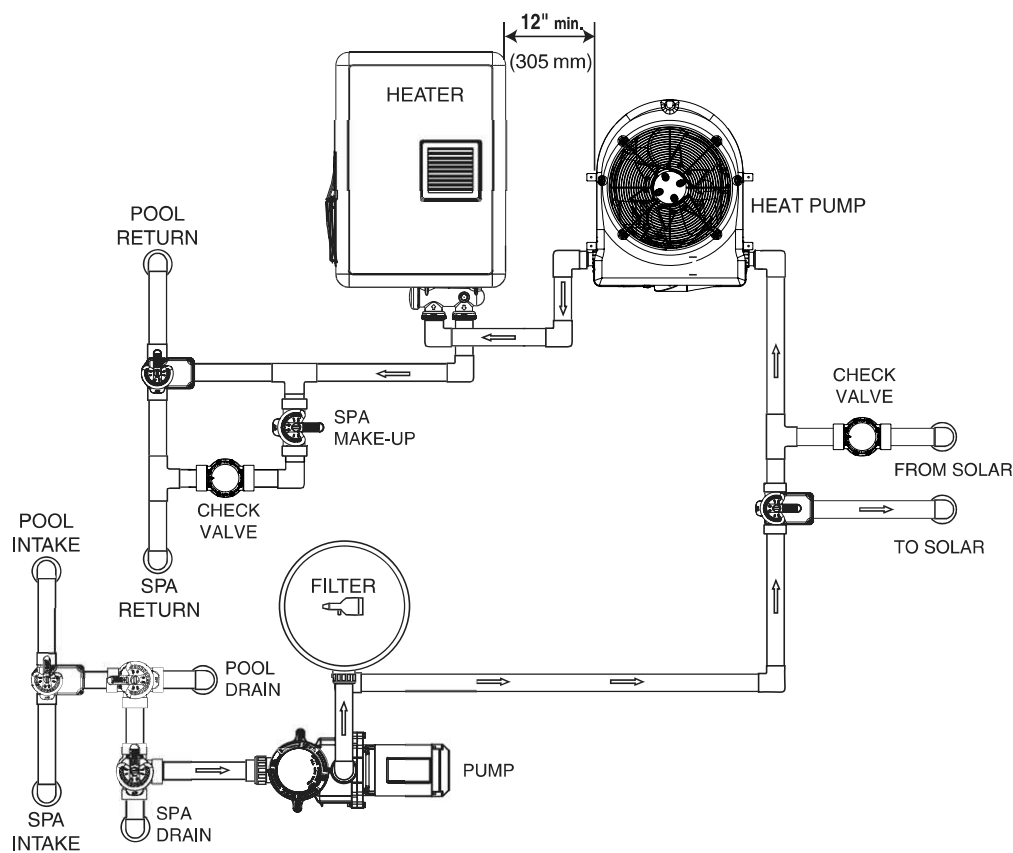 12" min.
(305 mm)
HEATER
HEAT PUMP
POOL
RETURN
CHECK
VALVE
SPA
MAKE-UP
FROM SOLAR
CHECK
VALVE
POOL
INTAKE
TO SOLAR
SPA
RETURN
FILTER
POOL
DRAIN
PUMP
SPA
INTAKE
SPA
DRAIN